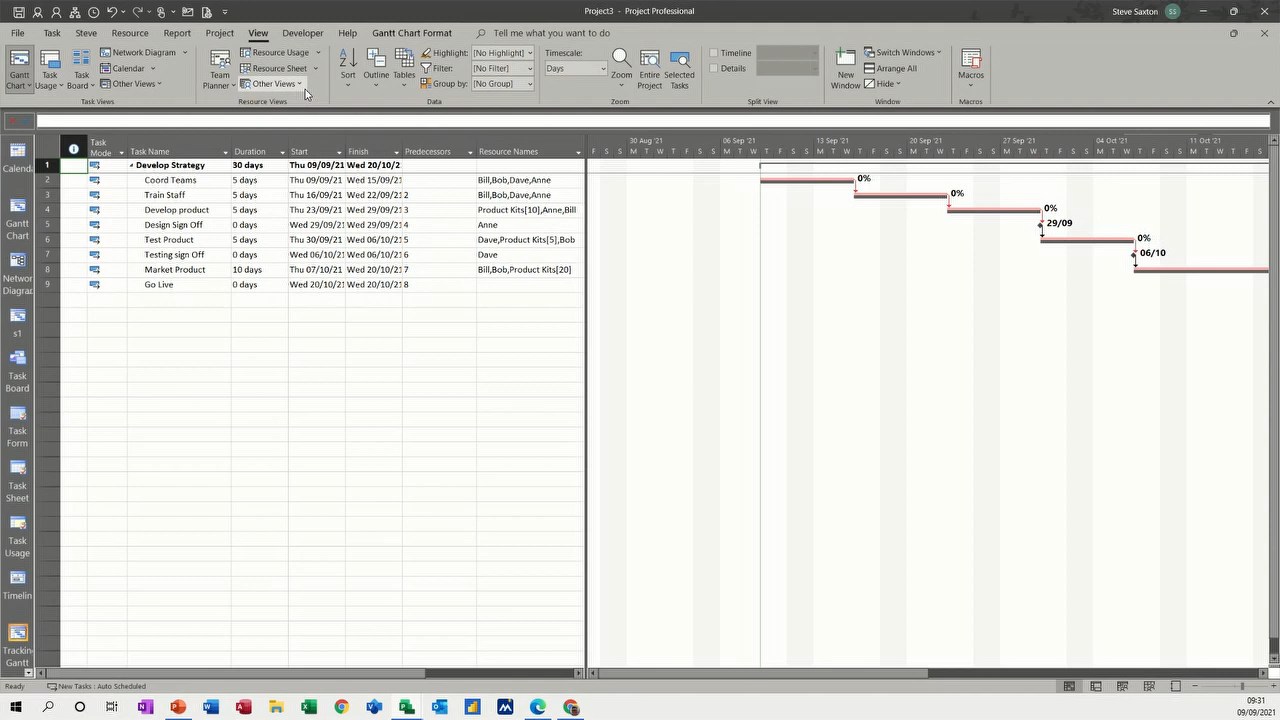 Project3 - Project Professional
Steve Saxton
SS
File
Task
Steve
Resource
Report
Project
View
Developer
Help
Gantt Chart Format
Tell me what you want to do
Gantt Chart
Task Usage
Task Board
Network Diagram
Calendar
Other Views
Task Views
Team Planner
Resource Usage
Resource Sheet
Other Views
Resource Views
Sort
Outline
Tables
Highlight: [No Highlight]
Filter: [No Filter]
Group by: [No Group]
Data
Timescale:
Days
Zoom
Entire Project
Selected Tasks
Zoom
Timeline
Details
Split View
New Window
Switch Windows
Arrange All
Hide
Window
Macros
Macros
Calend
Gantt Chart
Networ Diagra
s1
Task Board
Task Form
Task Sheet
Task Usage
Timelin
Tracking Gantt
Task Mode Task Name Duration Start Finish Predecessors Resource Names
1 Develop Strategy 30 days Thu 09/09/21 Wed 20/10/2
2 Coord Teams 5 days Thu 09/09/21 Wed 15/09/21 Bill,Bob,Dave,Anne
3 Train Staff 5 days Thu 16/09/21 Wed 22/09/21 2 Bill,Bob,Dave,Anne
4 Develop product 5 days Thu 23/09/21 Wed 29/09/21 3 Product Kits[10],Anne,Bill
5 Design Sign Off 0 days Wed 29/09/21 Wed 29/09/21 4 Anne
6 Test Product 5 days Thu 30/09/21 Wed 06/10/21 5 Dave,Product Kits[5],Bob
7 Testing sign Off 0 days Wed 06/10/21 Wed 06/10/21 6 Dave
8 Market Product 10 days Thu 07/10/21 Wed 20/10/21 7 Bill,Bob,Product Kits[20]
9 Go Live 0 days Wed 20/10/21 Wed 20/10/21 8
30 Aug '21 06 Sep '21 13 Sep '21 20 Sep '21 27 Sep '21 04 Oct '21 11 Oct '21
F S S M T W T F S S M T W T F S S M T W T F S S M T W T F S S M T W T F S S M T W T F S S M T W T F S
0%
0%
0%
29/09
0%
06/10
Ready
New Tasks : Auto Scheduled
09:31
09/09/2021